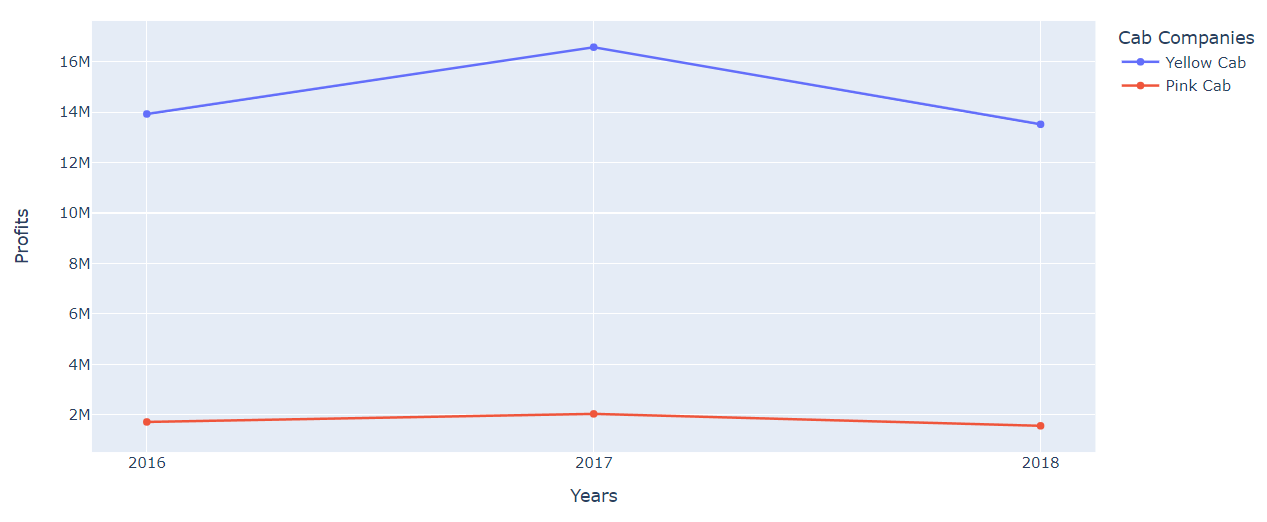 Cab Companies
Yellow Cab
Pink Cab
16M
14M
12M
10M
8M
6M
4M
2M
Profits
2016
2017
2018
Years